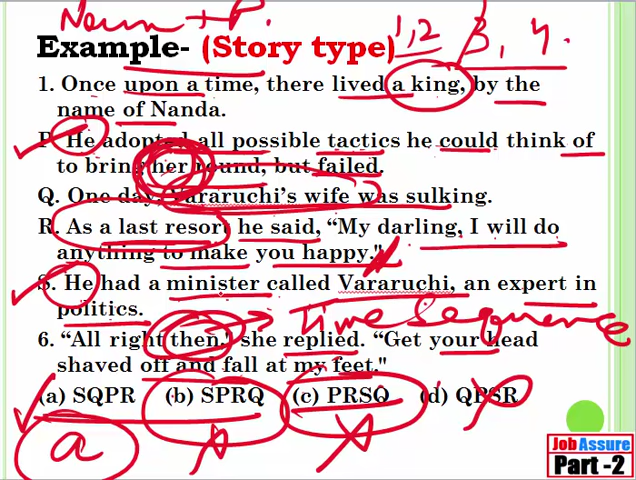 Noun + P.
1,2 3, 4.
Example- (Story type)
1. Once upon a time, there lived a king, by the
name of Nanda.
P. He adopted all possible tactics he could think of
to bring her round, but failed.
Q. One day, Vararuchi's wife was sulking.
R. As a last resort he said, “My darling, I will do
anything to make you happy."
S. He had a minister called Vararuchi, an expert in
politics.
→ Time Sequence
6. “All right then," she replied. “Get your head
shaved off and fall at my feet."
(a) SQPR (b) SPRQ (c) PRSQ (d) QPSR
a
JobAssure
Part -2